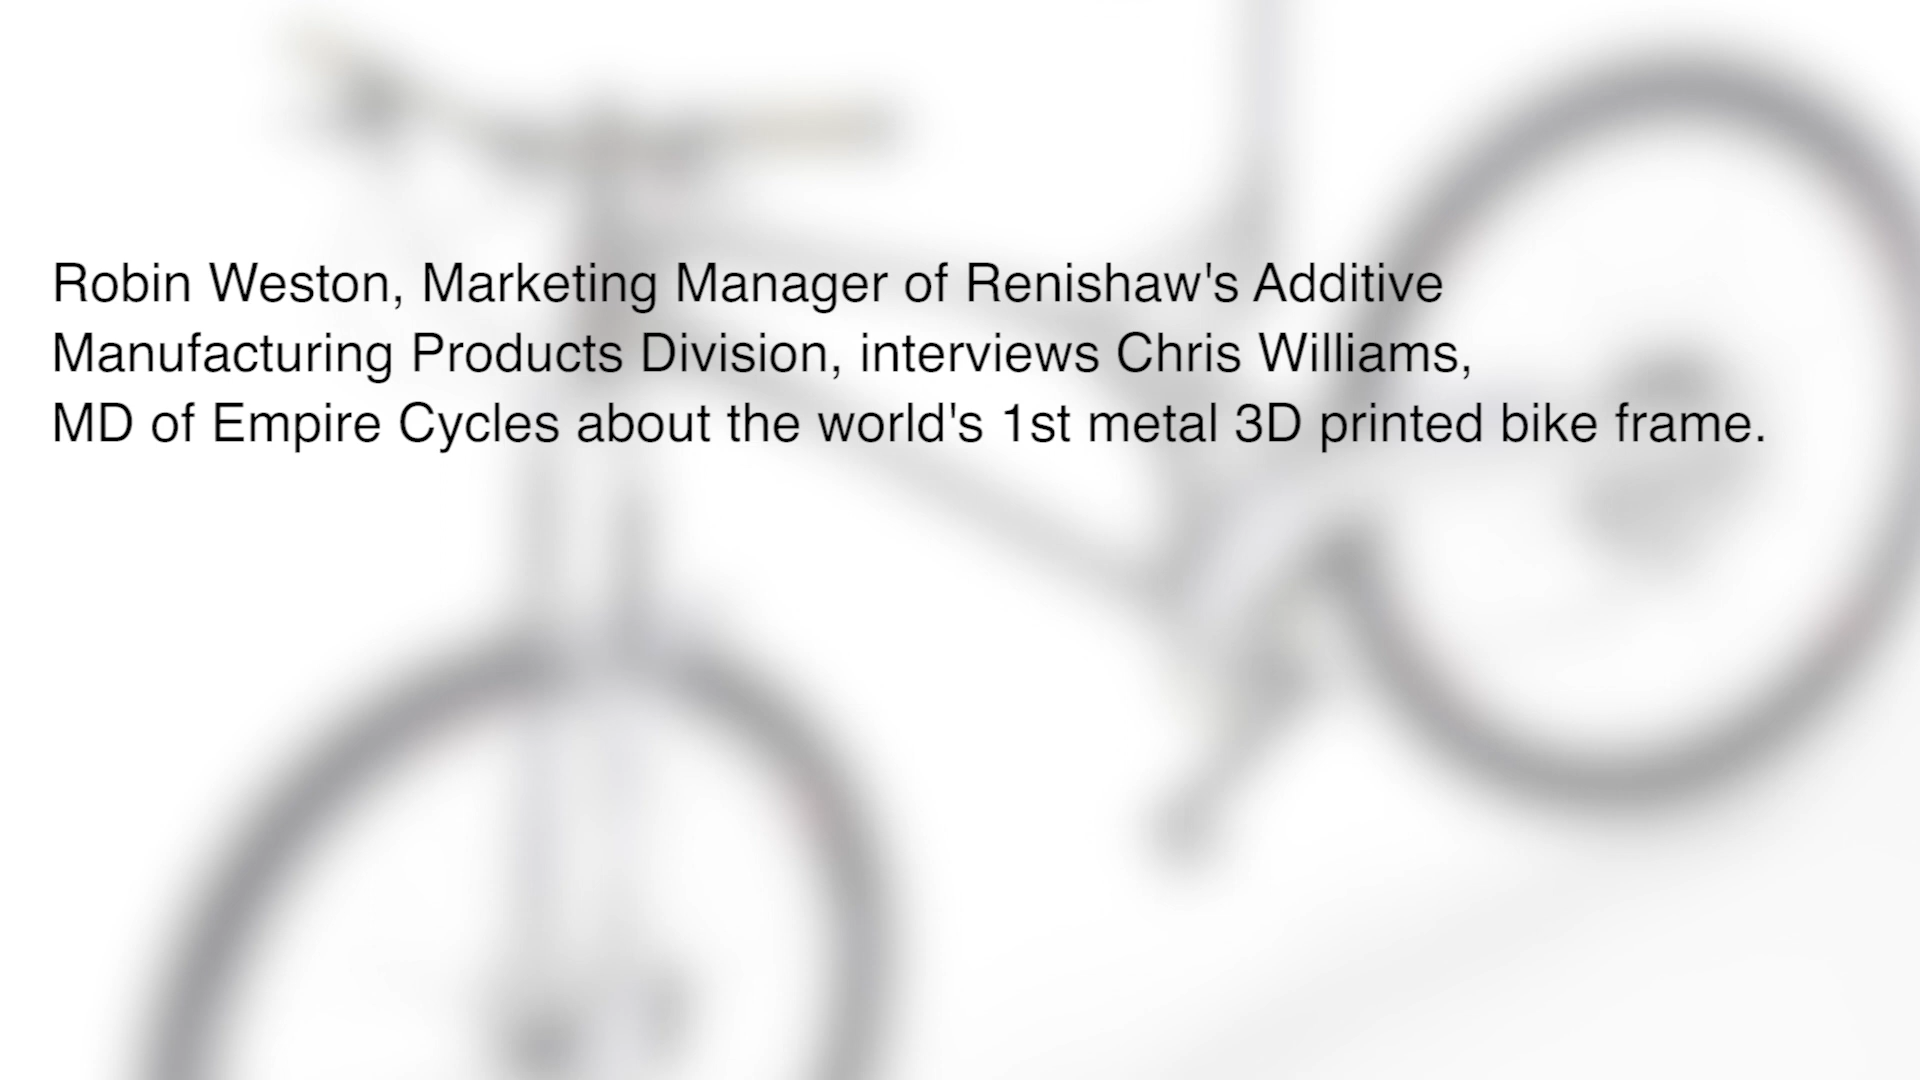 Robin Weston, Marketing Manager of Renishaw's Additive
Manufacturing Products Division, interviews Chris Williams,
MD of Empire Cycles about the world's 1st metal 3D printed bike frame.